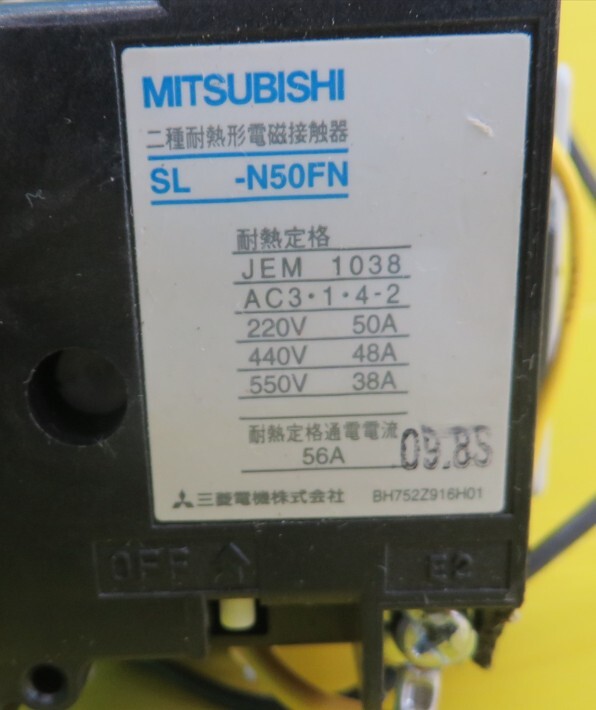 MITSUBISHI
二種耐熱形電磁接触器
SL -N50FN
耐熱定格
JEM 1038
AC3・1・4-2
220V 50A
440V 48A
550V 38A
耐熱定格通電電流
56A
09.8S
三菱電機株式会社 BH752Z916H01
OFF
E2